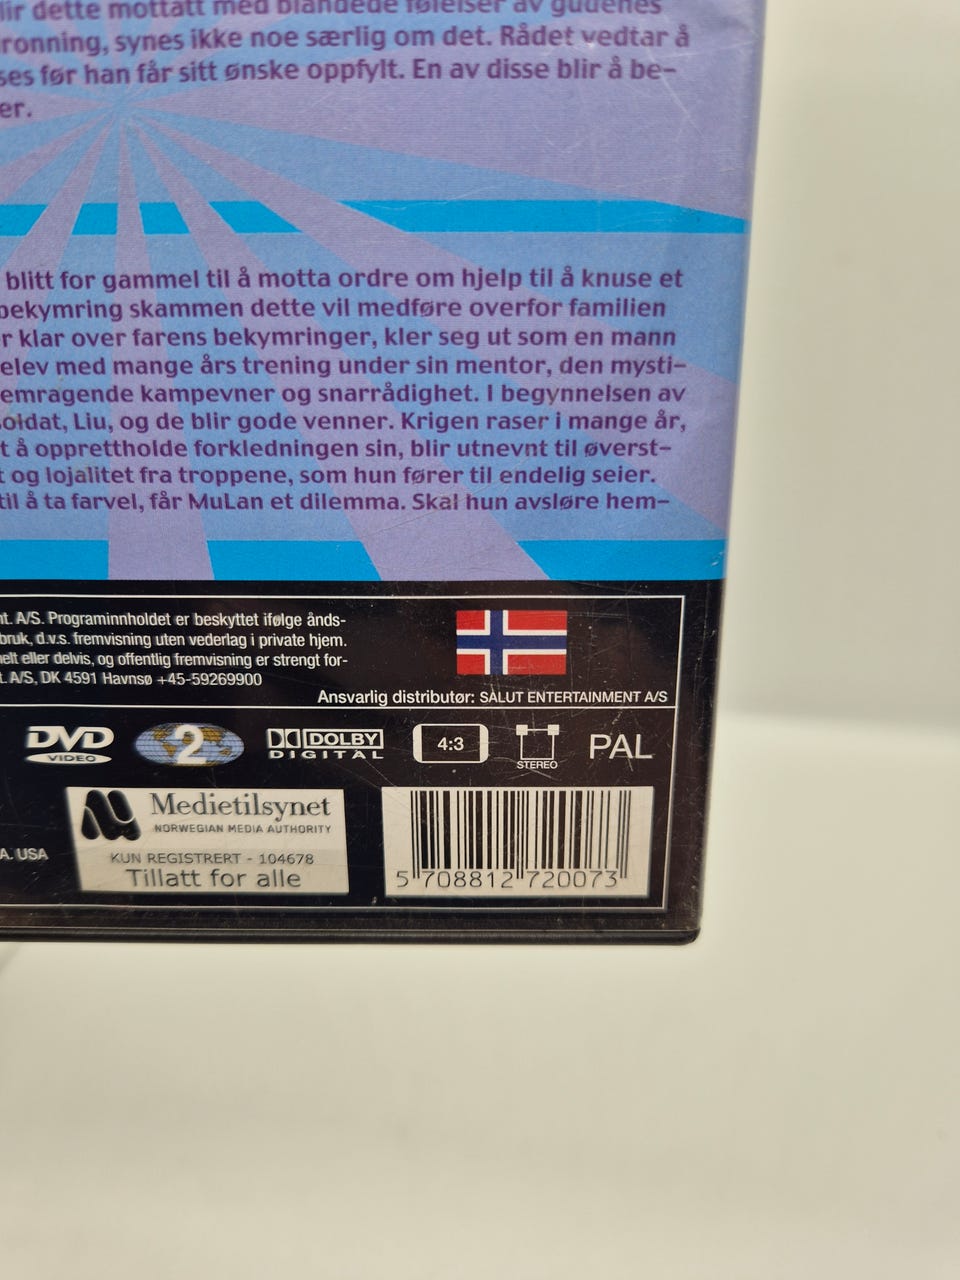 lir dette mottatt med blandede følelser av gudenes
ronning, synes ikke noe særlig om det. Rådet vedtar å
ses før han får sitt ønske oppfylt. En av disse blir å be-
er.
blitt for gammel til å motta ordre om hjelp til å knuse et
bekymring skammen dette vil medføre overfor familien
r klar over farens bekymringer, kler seg ut som en mann
elev med mange års trening under sin mentor, den mysti-
emragende kampevner og snarrådighet. I begynnelsen av
soldat, Liu, og de blir gode venner. Krigen raser i mange år,
t å opprettholde forkledningen sin, blir utnevnt til øverst-
t og lojalitet fra troppene, som hun fører til endelig seier.
til å ta farvel, får MuLan et dilemma. Skal hun avsløre hem-
nt. A/S. Programinnholdet er beskyttet ifølge ånds-
bruk, d.v.s. fremvisning uten vederlag i private hjem.
helt eller delvis, og offentlig fremvisning er strengt for-
t. A/S, DK 4591 Havnsø +45-59269900
Ansvarlig distributør: SALUT ENTERTAINMENT A/S
DVD VIDEO
2
DOLBY DIGITAL
4:3
STEREO
PAL
Medietilsynet
NORWEGIAN MEDIA AUTHORITY
KUN REGISTRERT - 104678
Tillatt for alle
A. USA
5 708812 720073